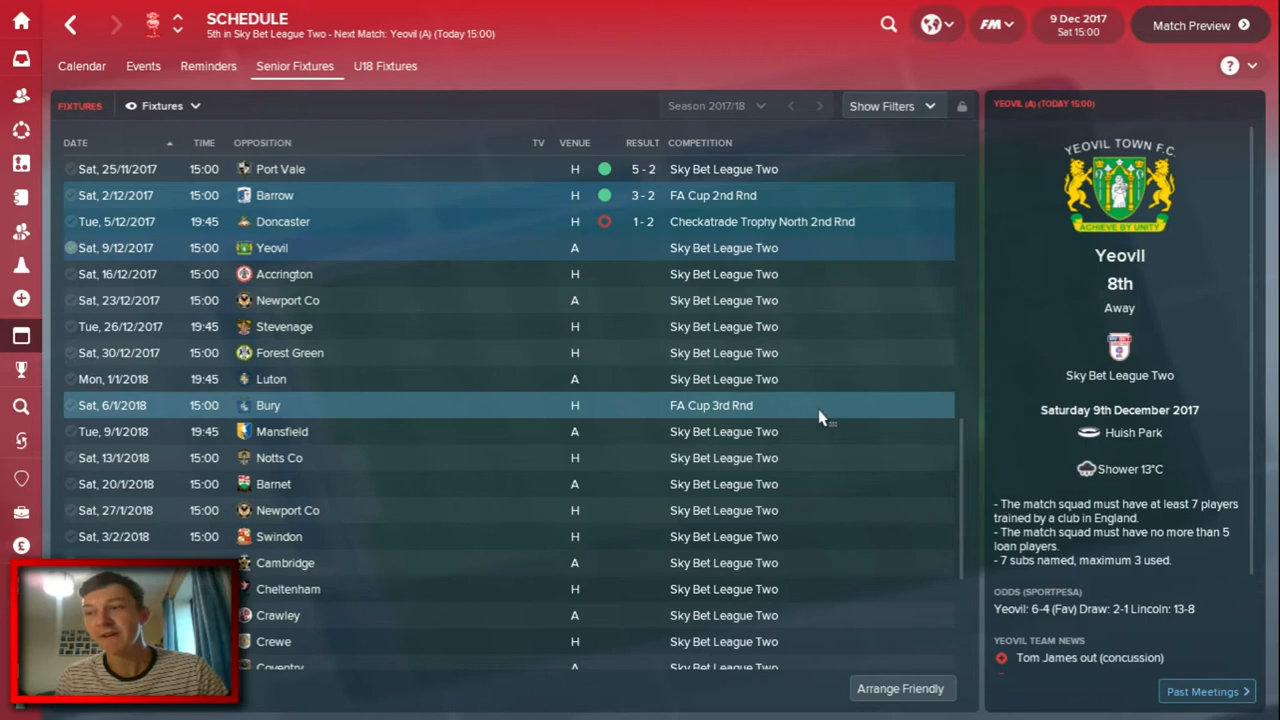 SCHEDULE
5th in Sky Bet League Two - Next Match: Yeovil (A) (Today 15:00)
FM
9 Dec 2017
Sat 15:00
Match Preview
Calendar
Events
Reminders
Senior Fixtures
U18 Fixtures
?
FIXTURES
Fixtures
Season 2017/18
Show Filters
DATE TIME OPPOSITION TV VENUE RESULT COMPETITION
Sat, 25/11/2017 15:00 Port Vale H 5 - 2 Sky Bet League Two
Sat, 2/12/2017 15:00 Barrow H 3 - 2 FA Cup 2nd Rnd
Tue, 5/12/2017 19:45 Doncaster H 1 - 2 Checkatrade Trophy North 2nd Rnd
Sat, 9/12/2017 15:00 Yeovil A Sky Bet League Two
Sat, 16/12/2017 15:00 Accrington H Sky Bet League Two
Sat, 23/12/2017 15:00 Newport Co A Sky Bet League Two
Tue, 26/12/2017 19:45 Stevenage H Sky Bet League Two
Sat, 30/12/2017 15:00 Forest Green H Sky Bet League Two
Mon, 1/1/2018 19:45 Luton A Sky Bet League Two
Sat, 6/1/2018 15:00 Bury H FA Cup 3rd Rnd
Tue, 9/1/2018 19:45 Mansfield A Sky Bet League Two
Sat, 13/1/2018 15:00 Notts Co H Sky Bet League Two
Sat, 20/1/2018 15:00 Barnet A Sky Bet League Two
Sat, 27/1/2018 15:00 Newport Co H Sky Bet League Two
Sat, 3/2/2018 15:00 Swindon H Sky Bet League Two
Cambridge A Sky Bet League Two
Cheltenham H Sky Bet League Two
Crawley A Sky Bet League Two
Crewe H Sky Bet League Two
Coventry A Sky Bet League Two
Arrange Friendly
YEOVIL (A) (TODAY 15:00)
YEOVIL TOWN F.C.
ACHIEVE BY UNITY
Yeovil
8th
Away
Sky Bet League Two
Saturday 9th December 2017
Huish Park
Shower 13°C
- The match squad must have at least 7 players
trained by a club in England.
- The match squad must have no more than 5
loan players.
- 7 subs named, maximum 3 used.
ODDS (SPORTPESA)
Yeovil: 6-4 (Fav) Draw: 2-1 Lincoln: 13-8
YEOVIL TEAM NEWS
Tom James out (concussion)
Past Meetings